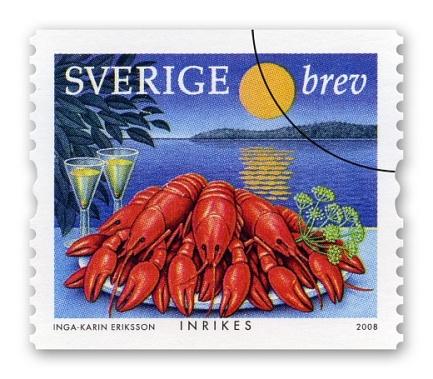 SVERIGE brev
INGA-KARIN ERIKSSON INRIKES 2008